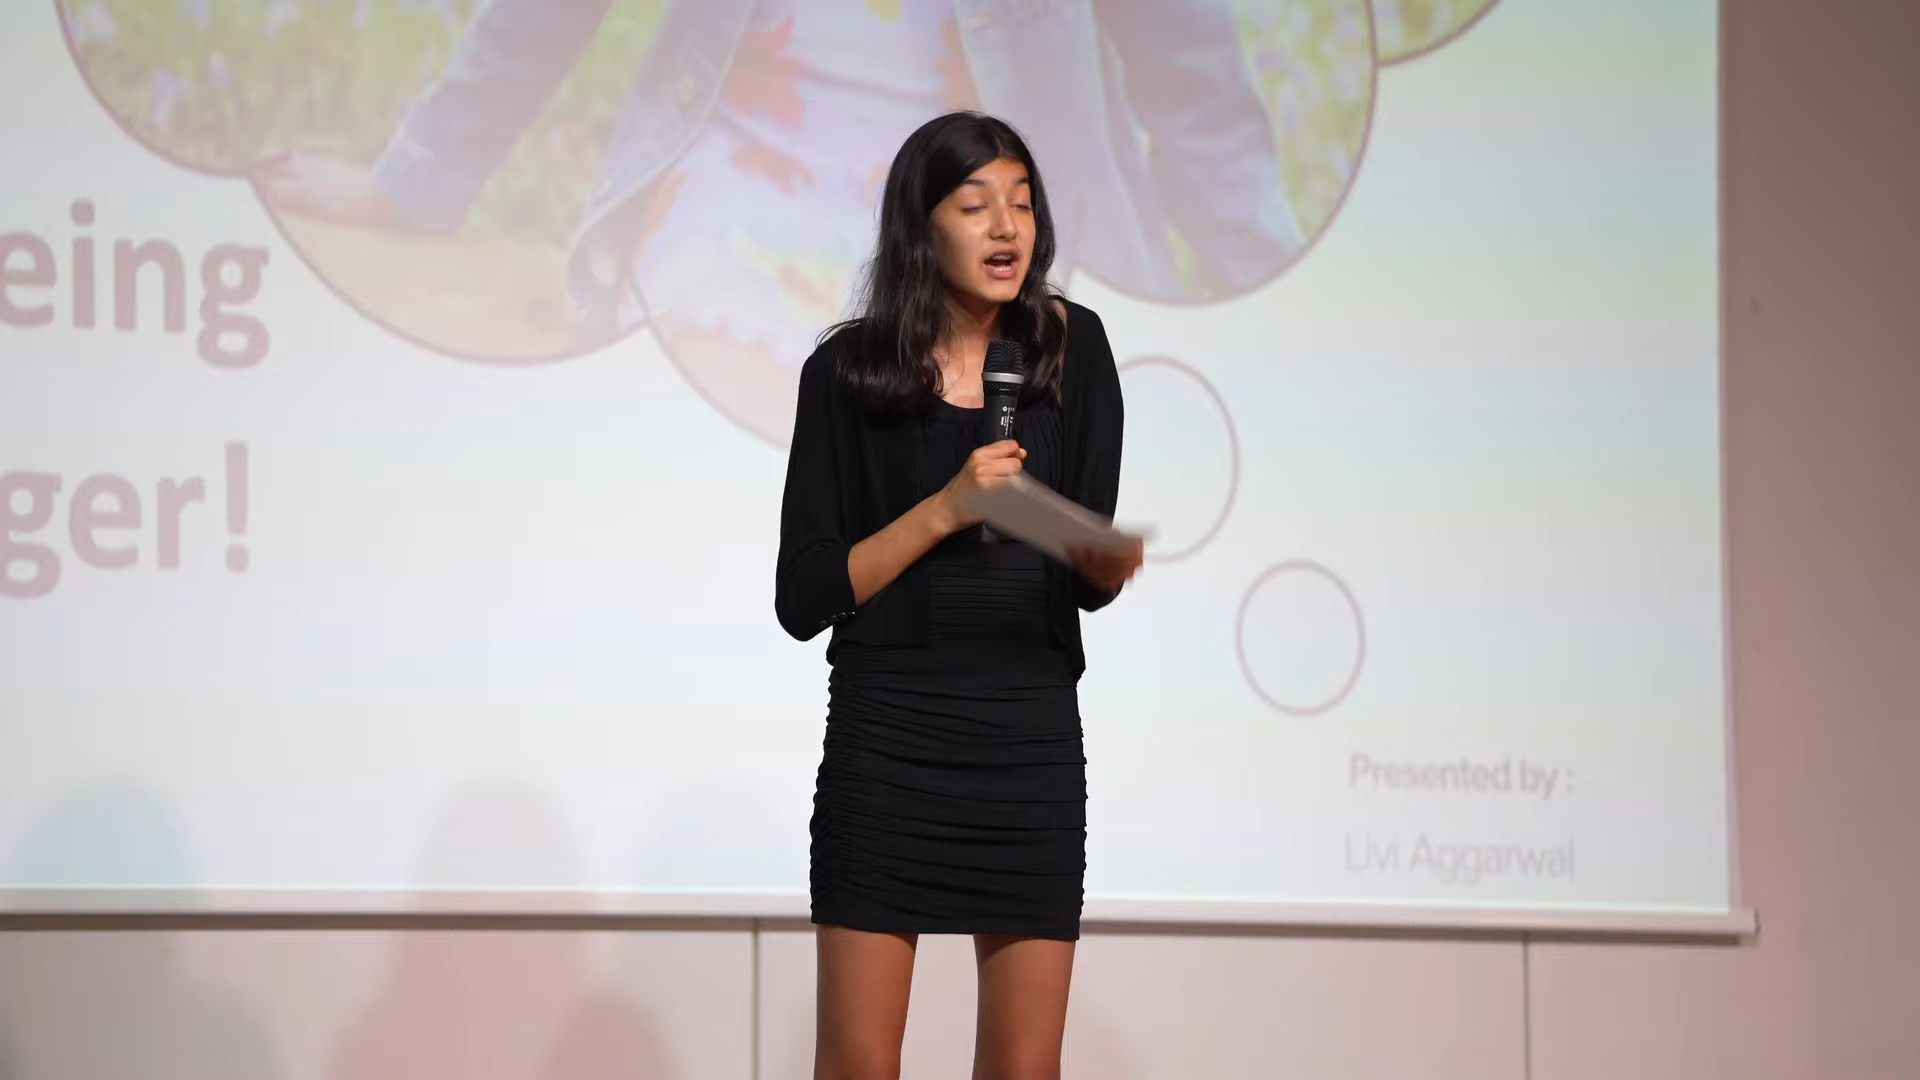 eing
ger!
Presented by :
Livi Aggarwal